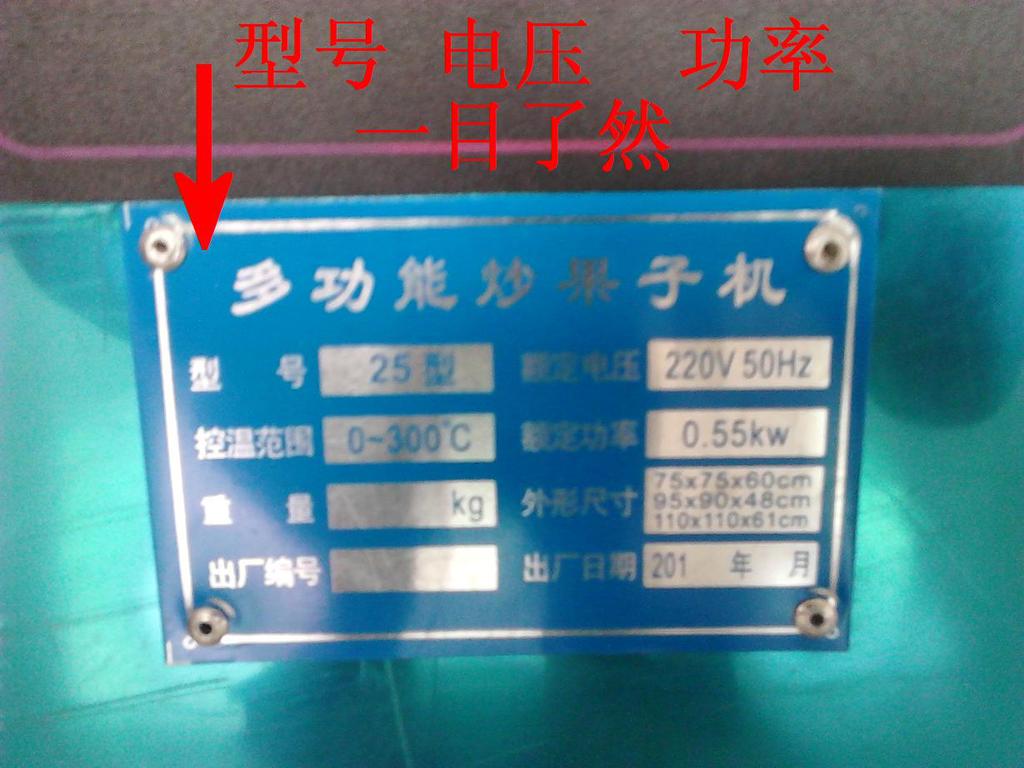 型号 电压 功率
一目了然
多功能炒果子机
型 号 25型 额定电压 220V 50Hz
控温范围 0~300℃ 额定功率 0.55kw
重 量 kg 外形尺寸 75x75x60cm
95x90x48cm
110x110x61cm
出厂编号 出厂日期 201 年 月